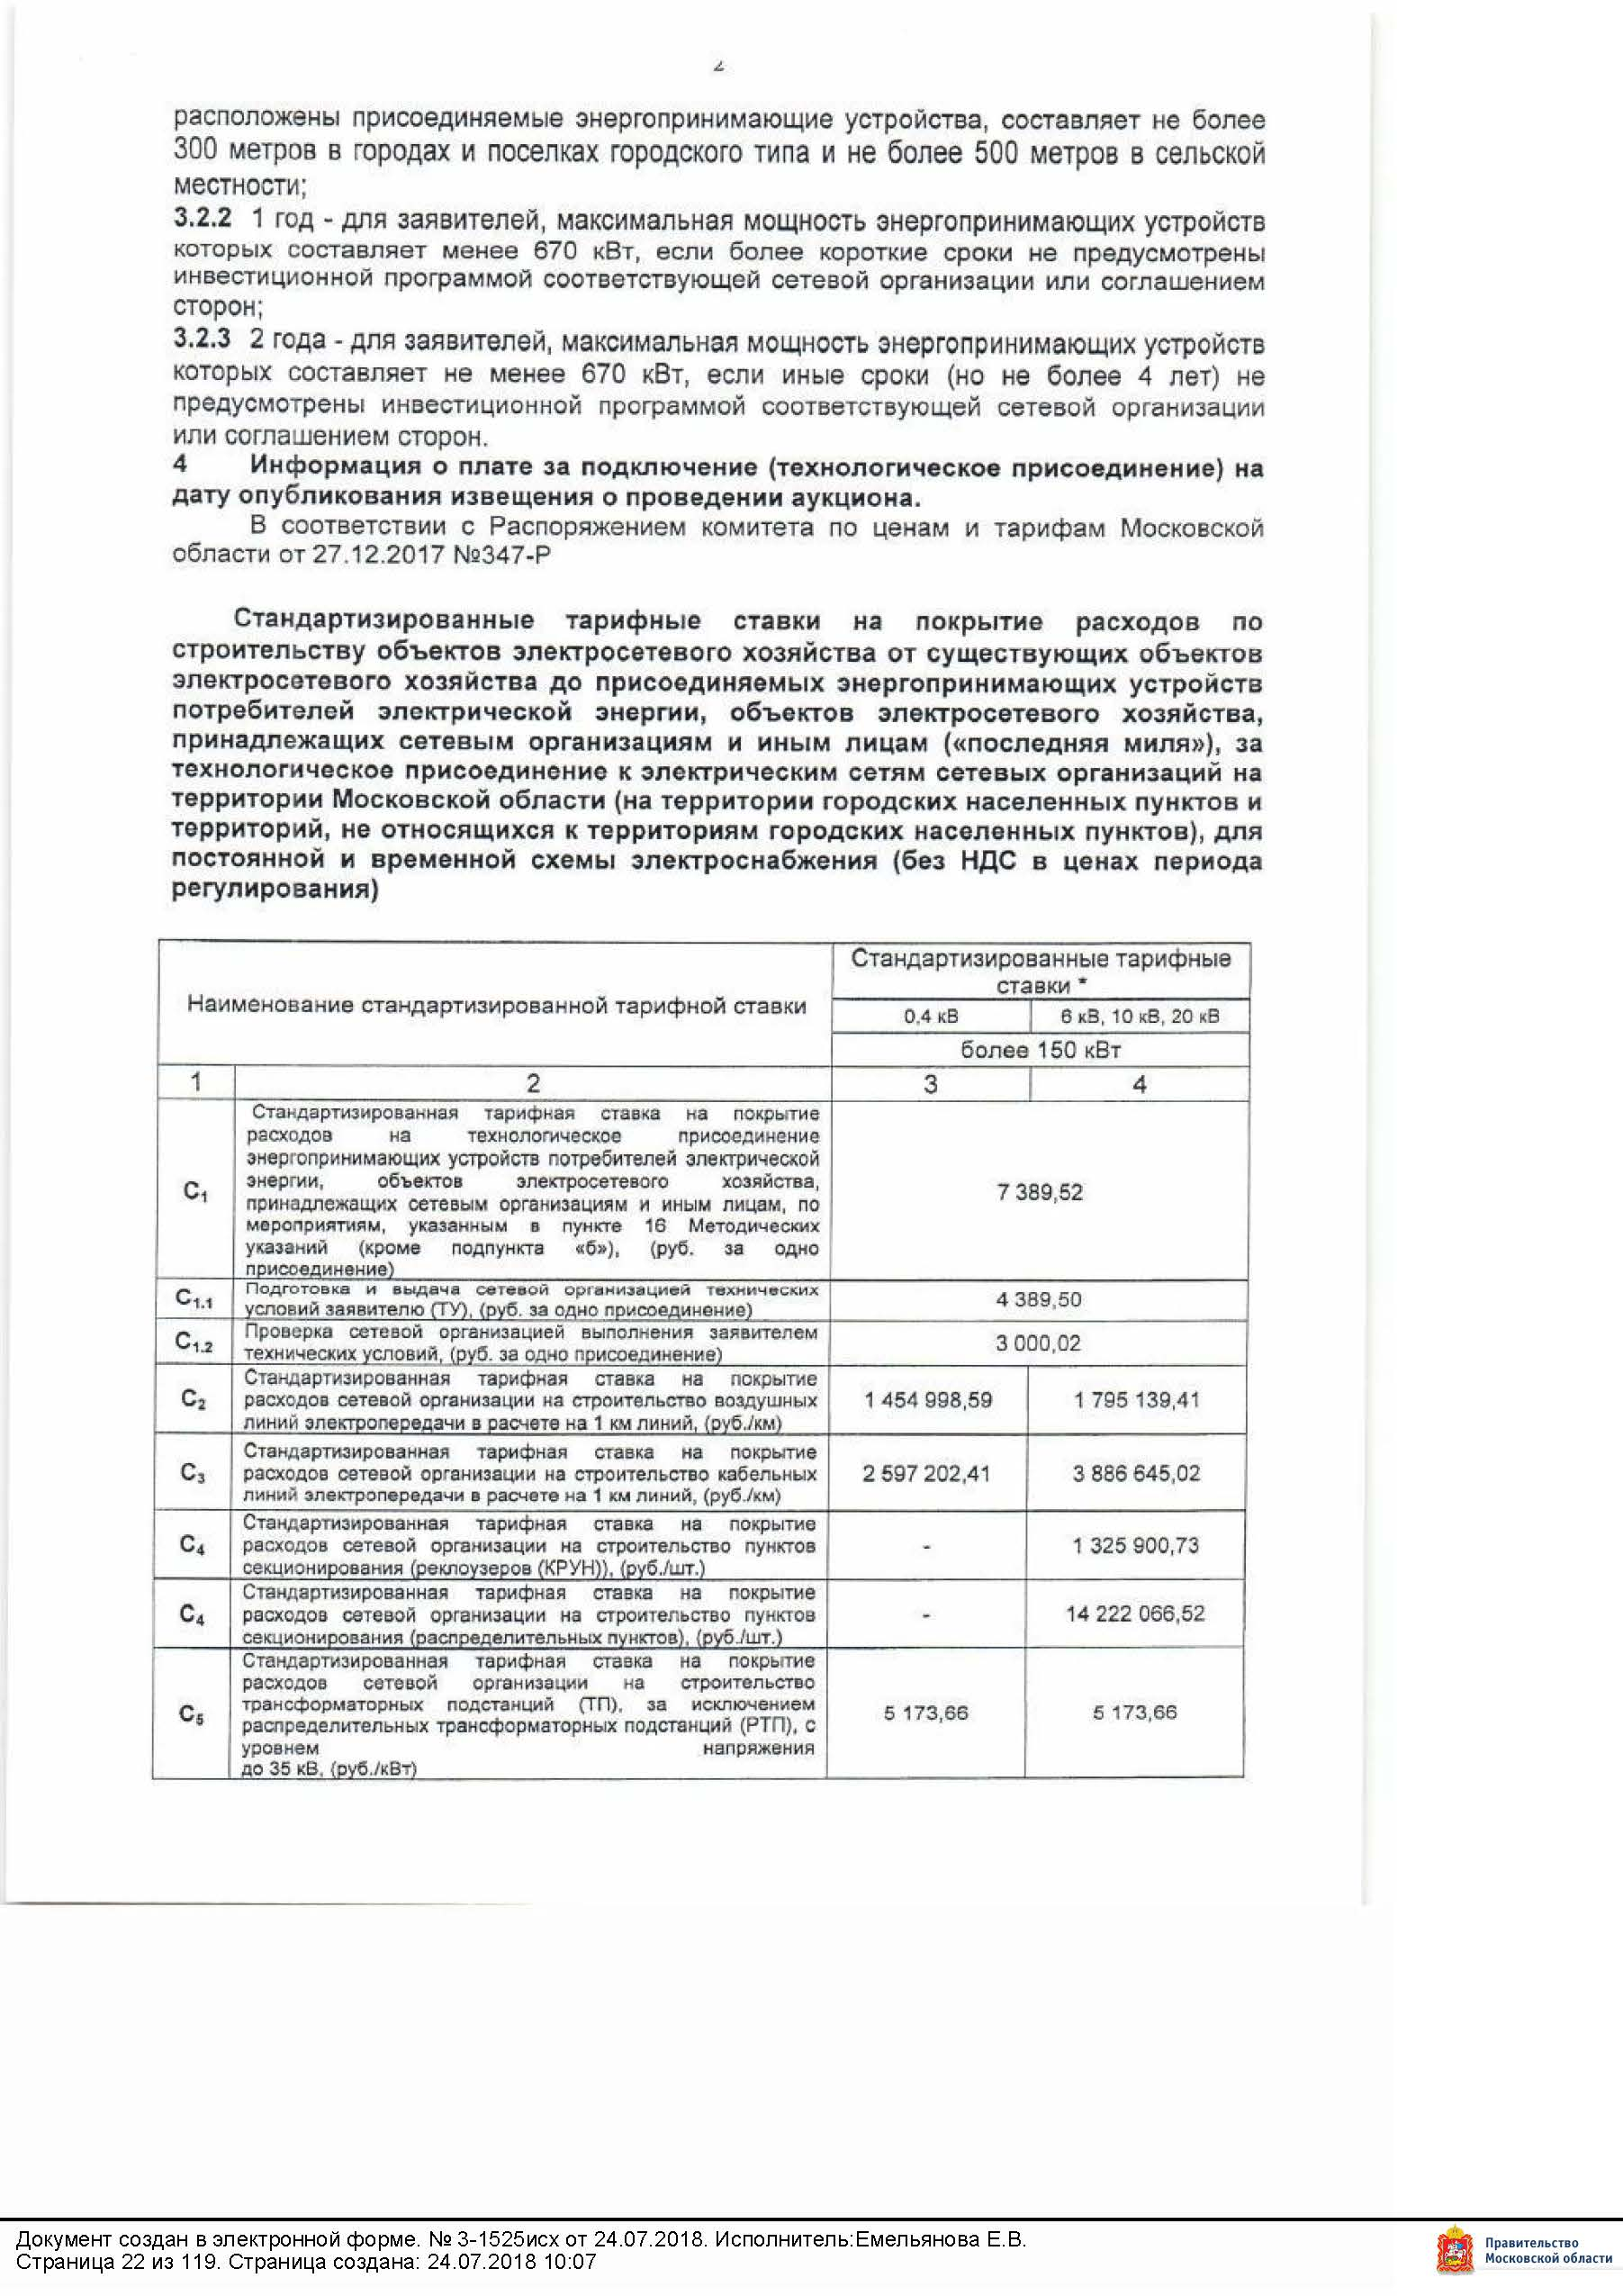 2
расположены присоединяемые энергопринимающие устройства, составляет не более
300 метров в городах и поселках городского типа и не более 500 метров в сельской
местности;
3.2.2 1 год - для заявителей, максимальная мощность энергопринимающих устройств
которых составляет менее 670 кВт, если более короткие сроки не предусмотрены
инвестиционной программой соответствующей сетевой организации или соглашением
сторон;
3.2.3 2 года - для заявителей, максимальная мощность энергопринимающих устройств
которых составляет не менее 670 кВт, если иные сроки (но не более 4 лет) не
предусмотрены инвестиционной программой соответствующей сетевой организации
или соглашением сторон.
4 Информация о плате за подключение (технологическое присоединение) на
дату опубликования извещения о проведении аукциона.
В соответствии с Распоряжением комитета по ценам и тарифам Московской
области от 27.12.2017 №347-Р
Стандартизированные тарифные ставки на покрытие расходов по
строительству объектов электросетевого хозяйства от существующих объектов
электросетевого хозяйства до присоединяемых энергопринимающих устройств
потребителей электрической энергии, объектов электросетевого хозяйства,
принадлежащих сетевым организациям и иным лицам («последняя миля»), за
технологическое присоединение к электрическим сетям сетевых организаций на
территории Московской области (на территории городских населенных пунктов и
территорий, не относящихся к территориям городских населенных пунктов), для
постоянной и временной схемы электроснабжения (без НДС в ценах периода
регулирования)
Наименование стандартизированной тарифной ставки
Стандартизированные тарифные
ставки *
0,4 кВ 6 кВ, 10 кВ, 20 кВ
более 150 кВт
1 2 3 4
С1
Стандартизированная тарифная ставка на покрытие
расходов на технологическое присоединение
энергопринимающих устройств потребителей электрической
энергии, объектов электросетевого хозяйства,
принадлежащих сетевым организациям и иным лицам, по
мероприятиям, указанным в пункте 16 Методических
указаний (кроме подпункта «б»), (руб. за одно
присоединение)
7 389,52
С1.1
Подготовка и выдача сетевой организацией технических
условий заявителю (ТУ), (руб. за одно присоединение)
4 389,50
С1.2
Проверка сетевой организацией выполнения заявителем
технических условий, (руб. за одно присоединение)
3 000,02
С2
Стандартизированная тарифная ставка на покрытие
расходов сетевой организации на строительство воздушных
линий электропередачи в расчете на 1 км линий, (руб./км)
1 454 998,59 1 795 139,41
С3
Стандартизированная тарифная ставка на покрытие
расходов сетевой организации на строительство кабельных
линий электропередачи в расчете на 1 км линий, (руб./км)
2 597 202,41 3 886 645,02
С4
Стандартизированная тарифная ставка на покрытие
расходов сетевой организации на строительство пунктов
секционирования (реклоузеров (КРУН)), (руб./шт.)
- 1 325 900,73
С4
Стандартизированная тарифная ставка на покрытие
расходов сетевой организации на строительство пунктов
секционирования (распределительных пунктов), (руб./шт.)
- 14 222 066,52
С5
Стандартизированная тарифная ставка на покрытие
расходов сетевой организации на строительство
трансформаторных подстанций (ТП), за исключением
распределительных трансформаторных подстанций (РТП), с
уровнем напряжения
до 35 кВ, (руб./кВт)
5 173,66 5 173,66
Документ создан в электронной форме. № 3-1525исх от 24.07.2018. Исполнитель:Емельянова Е.В.
Страница 22 из 119. Страница создана: 24.07.2018 10:07
Правительство
Московской области